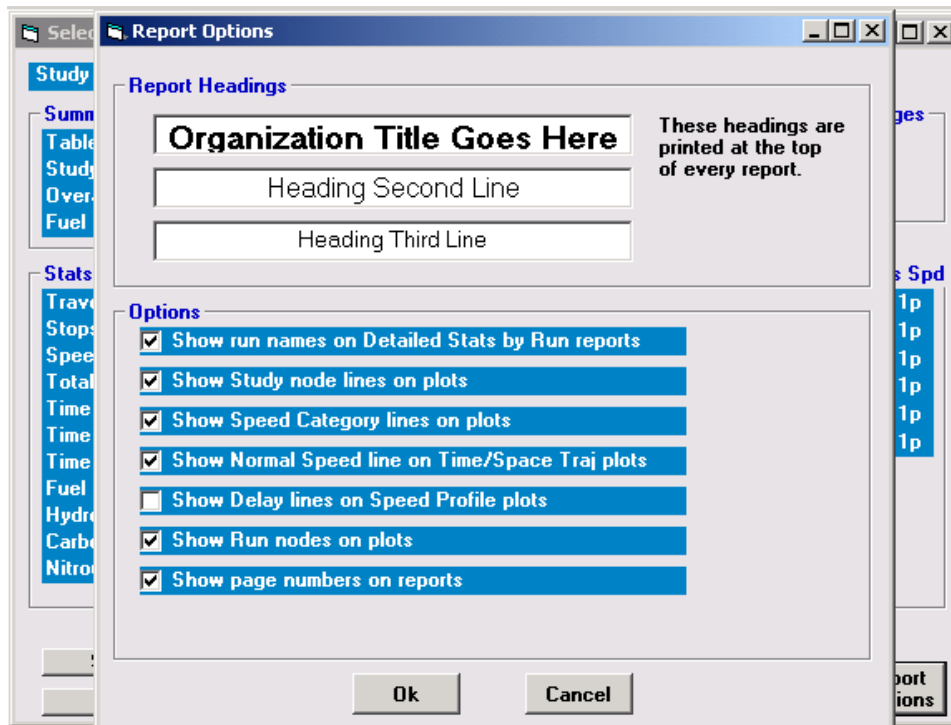 Report Options
Study
Report Headings
Organization Title Goes Here
Heading Second Line
Heading Third Line
These headings are
printed at the top
of every report.
Table
Study
Fuel
Stats
Spd
Options
Show run names on Detailed Stats by Run reports
Show Study node lines on plots
Show Speed Category lines on plots
Show Normal Speed line on Time/Space Traj plots
Show Delay lines on Speed Profile plots
Show Run nodes on plots
Show page numbers on reports
Stops
Total
Time
Time
Time
Fuel
1p
1p
1p
1p
1p
1p
Ok
Cancel